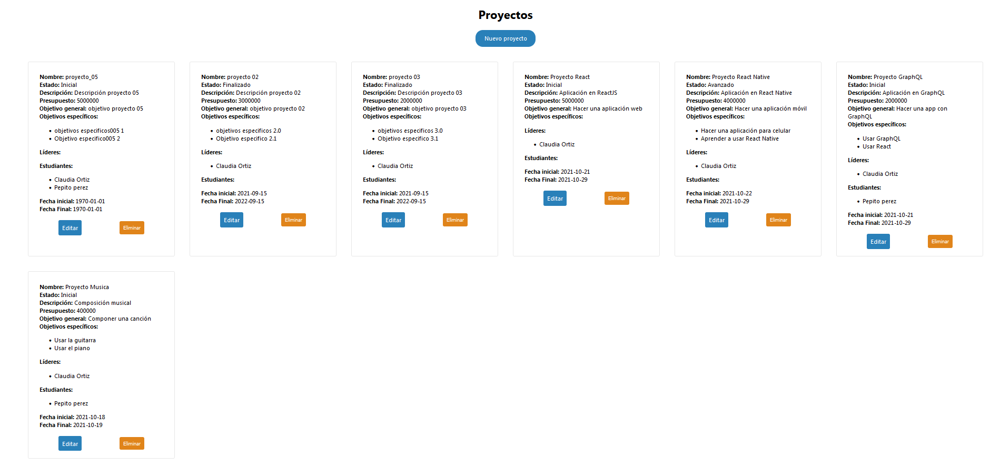 Proyectos
Nuevo proyecto
Nombre: proyecto_05
Estado: Inicial
Descripción: Descripción proyecto 05
Presupuesto: 5000000
Objetivo general: objetivo proyecto 05
Objetivos específicos:
objetivos especificos005 1
Objetivo especifico005 2
Líderes:
Estudiantes:
Claudia Ortiz
Pepito perez
Fecha inicial: 1970-01-01
Fecha Final: 1970-01-01
Editar
Eliminar
Nombre: proyecto 02
Estado: Finalizado
Descripción: Descripción proyecto 02
Presupuesto: 3000000
Objetivo general: objetivo proyecto 02
Objetivos específicos:
objetivos especificos 2.0
Objetivo especifico 2.1
Líderes:
Claudia Ortiz
Estudiantes:
Fecha inicial: 2021-09-15
Fecha Final: 2022-09-15
Editar
Eliminar
Nombre: proyecto 03
Estado: Finalizado
Descripción: Descripción proyecto 03
Presupuesto: 2000000
Objetivo general: objetivo proyecto 03
Objetivos específicos:
objetivos especificos 3.0
Objetivo especifico 3.1
Líderes:
Claudia Ortiz
Estudiantes:
Fecha inicial: 2021-09-15
Fecha Final: 2022-09-15
Editar
Eliminar
Nombre: Proyecto React
Estado: Inicial
Descripción: Aplicación en ReactJS
Presupuesto: 5000000
Objetivo general: Hacer una aplicación web
Objetivos específicos:
Líderes:
Claudia Ortiz
Estudiantes:
Fecha inicial: 2021-10-21
Fecha Final: 2021-10-29
Editar
Eliminar
Nombre: Proyecto React Native
Estado: Avanzado
Descripción: Aplicación en React Native
Presupuesto: 4000000
Objetivo general: Hacer una aplicación móvil
Objetivos específicos:
Hacer una aplicación para celular
Aprender a usar React Native
Líderes:
Claudia Ortiz
Estudiantes:
Fecha inicial: 2021-10-22
Fecha Final: 2021-10-29
Editar
Eliminar
Nombre: Proyecto GraphQL
Estado: Inicial
Descripción: Aplicación en GraphQL
Presupuesto: 2000000
Objetivo general: Hacer una app con
GraphQL
Objetivos específicos:
Usar GraphQL
Usar React
Líderes:
Claudia Ortiz
Estudiantes:
Pepito perez
Fecha inicial: 2021-10-21
Fecha Final: 2021-10-29
Editar
Eliminar
Nombre: Proyecto Musica
Estado: Inicial
Descripción: Composición musical
Presupuesto: 400000
Objetivo general: Componer una canción
Objetivos específicos:
Usar la guitarra
Usar el piano
Líderes:
Claudia Ortiz
Estudiantes:
Pepito perez
Fecha inicial: 2021-10-18
Fecha Final: 2021-10-19
Editar
Eliminar